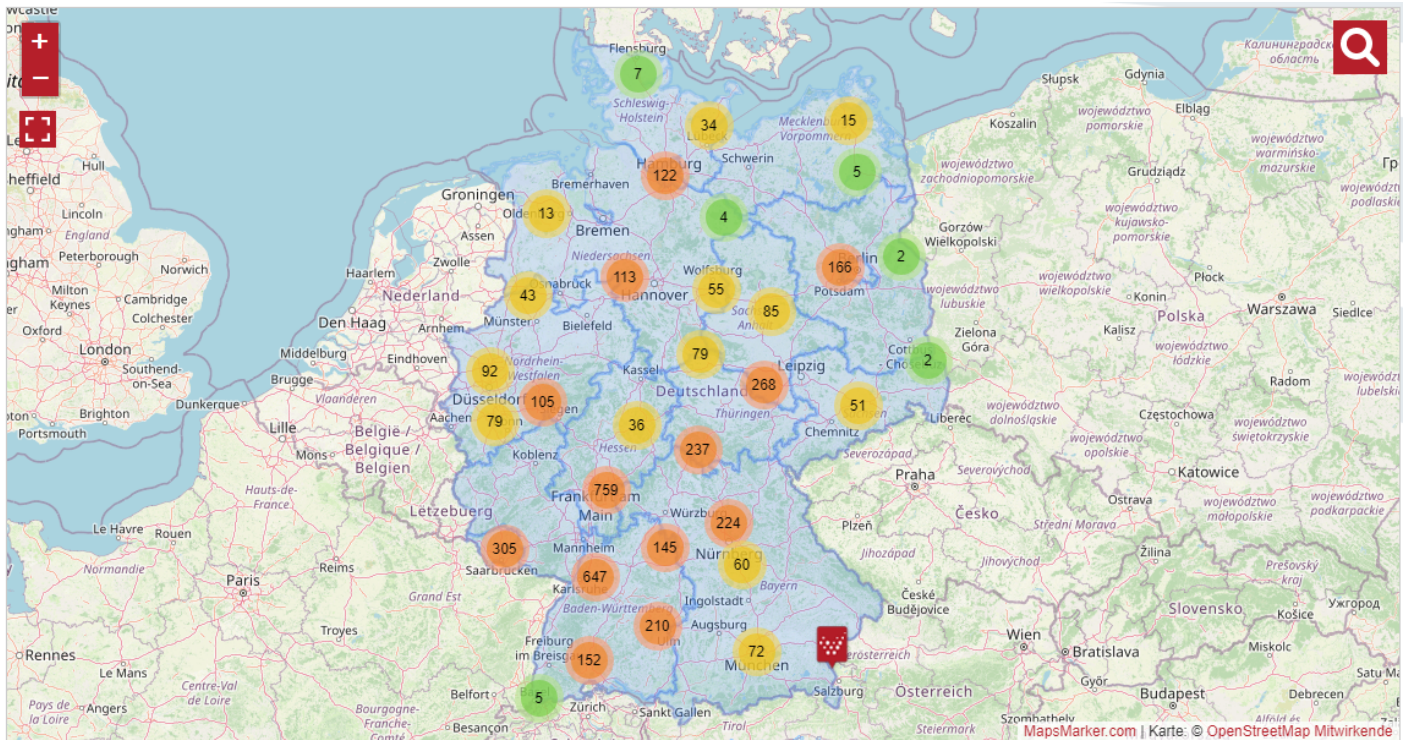 +
−
Flensburg
7
Schleswig-
Holstein
34
15
Калининградск
область
Słupsk
Gdynia
Elbląg
Koszalin
województwo
pomorskie
województwo
warmińsko-
mazurskie
Hull
Hamburg
122
Schwerin
5
województwo
zachodniopomorskie
Grudziądz
Groningen
Bremerhaven
Lincoln
England
Assen
13
Bremen
4
województwo
kujawsko-
pomorskie
Gorzów
Wielkopolski
Peterborough
Norwich
Haarlem
Zwolle
Niedersachsen
113
Wolfsburg
55
166
Berlin
Potsdam
2
Płock
Milton
Keynes
Cambridge
Colchester
Nederland
43
Osnabrück
Hannover
85
województwo
lubuskie
województwo
wielkopolskie
Konin
Warszawa
Siedlce
Oxford
Den Haag
Arnhem
Münster
Bielefeld
Zielona
Góra
Kalisz
Polska
London
Southend-
on-Sea
Middelburg
Eindhoven
92
Nordrhein-
Westfalen
Kassel
79
Leipzig
2
województwo
łódzkie
Brugge
Vlaanderen
Düsseldorf
105
Deutschland
268
Thüringen
Radom
Brighton
Portsmouth
Dunkerque
Lille
Aachen
79
36
Hessen
51
Chemnitz
Liberec
województwo
dolnośląskie
Częstochowa
België /
Belgique /
Belgien
Mons
Koblenz
237
Severozápad
województwo
opolskie
województwo
świętokrzyskie
Praha
Severovýchod
Katowice
Hauts-de-
France
Lëtzebuerg
759
Frankfurt am
Main
Würzburg
224
Česko
Ostrava
województwo
małopolskie
województwo
podkarpackie
Le Havre
Rouen
Plzeň
Střední Morava
305
Saarbrücken
Mannheim
145
Nürnberg
60
Jihozápad
Jihovýchod
Žilina
Prešovský
kraj
Normandie
Paris
Reims
Grand Est
647
Karlsruhe
Bayern
České
Budějovice
Slovensko
Košice
Ужгород
Baden-Württemberg
Ingolstadt
Troyes
210
Ulm
Augsburg
Rennes
Freiburg
im Breisgau
152
72
München
Wien
Bratislava
Miskolc
Le Mans
Centre-Val
de Loire
Belfort
5
Zürich
Sankt Gallen
Salzburg
Österreich
Győr
Budapest
Debrecen
Pays de
la Loire
Angers
Bourgogne-
Franche-
Comté
Besançon
Tirol
Steiermark
Szombathely
MapsMarker.com | Karte: © OpenStreetMap Mitwirkende